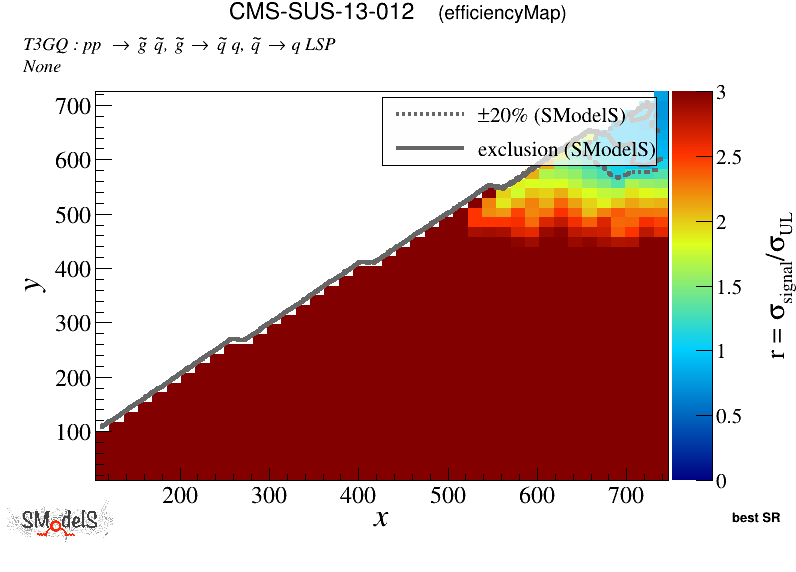 CMS-SUS-13-012 (efficiencyMap)
T3GQ : pp → g̃ q̃, g̃ → q̃ q, q̃ → q LSP
None
±20% (SModelS)
exclusion (SModelS)
700
600
500
400
300
200
100
y
200
300
400
500
600
700
x
3
2.5
2
1.5
1
0.5
0
r = σsignal/σUL
best SR
SModelS